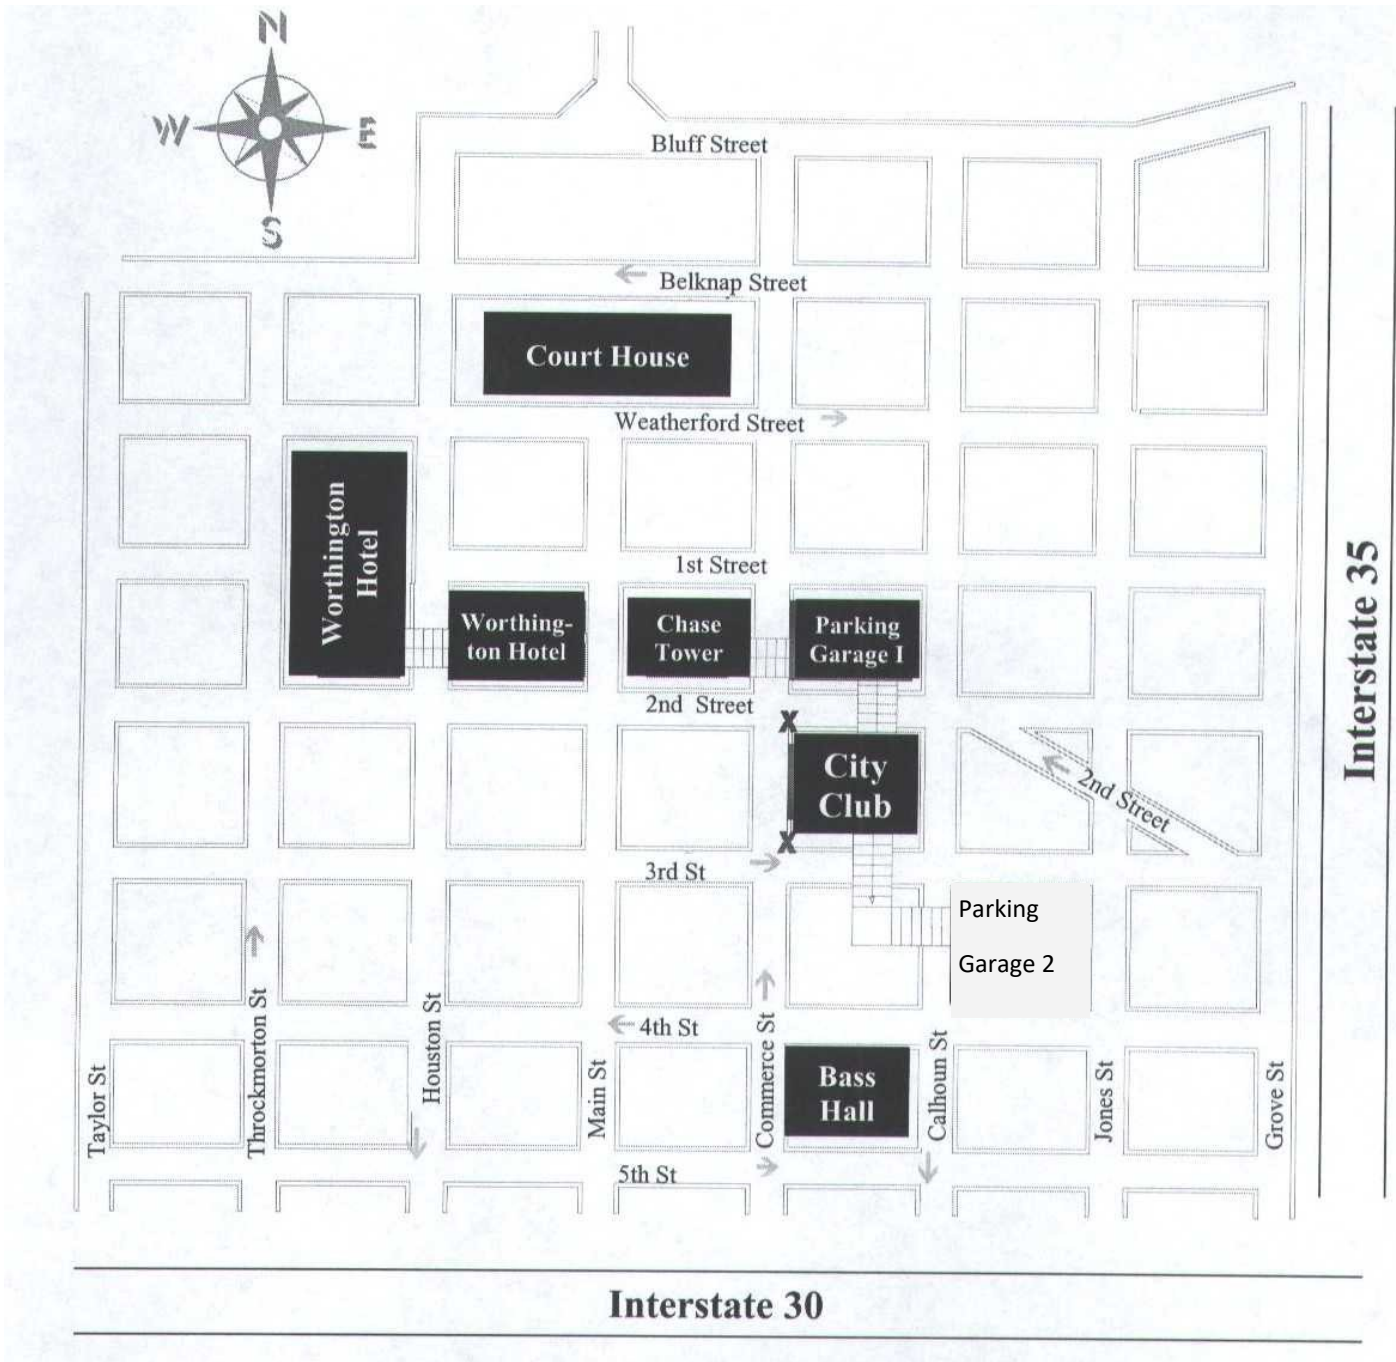 N
W
E
S
Bluff Street
Belknap Street
Court House
Weatherford Street
Worthington
Hotel
1st Street
Worthing-
ton Hotel
Chase
Tower
Parking
Garage I
2nd Street
X
City
Club
X
2nd Street
3rd St
Parking
Garage 2
4th St
Taylor St
Throckmorton St
Houston St
Main St
Commerce St
Bass
Hall
Calhoun St
Jones St
Grove St
5th St
Interstate 35
Interstate 30